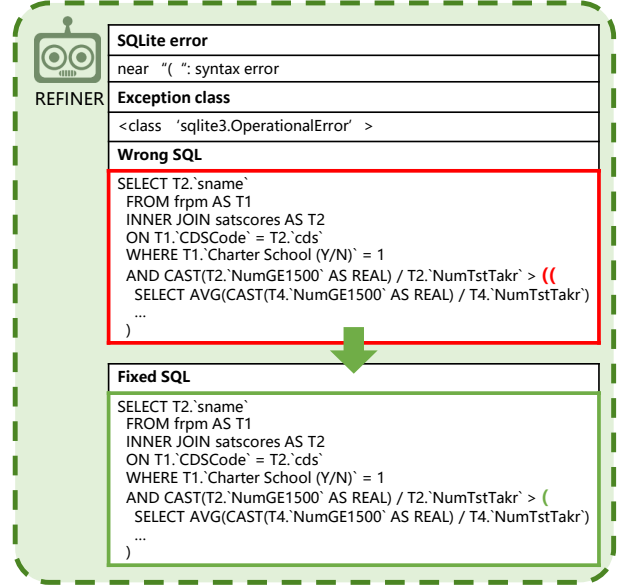 SQLite error
near “( “: syntax error
REFINER
Exception class
<class ‘sqlite3.OperationalError’ >
Wrong SQL
SELECT T2.`sname`
FROM frpm AS T1
INNER JOIN satscores AS T2
ON T1.`CDSCode` = T2.`cds`
WHERE T1.`Charter School (Y/N)` = 1
AND CAST(T2.`NumGE1500` AS REAL) / T2.`NumTstTakr` > ((
SELECT AVG(CAST(T4.`NumGE1500` AS REAL) / T4.`NumTstTakr`)
...
)
Fixed SQL
SELECT T2.`sname`
FROM frpm AS T1
INNER JOIN satscores AS T2
ON T1.`CDSCode` = T2.`cds`
WHERE T1.`Charter School (Y/N)` = 1
AND CAST(T2.`NumGE1500` AS REAL) / T2.`NumTstTakr` > (
SELECT AVG(CAST(T4.`NumGE1500` AS REAL) / T4.`NumTstTakr`)
...
)